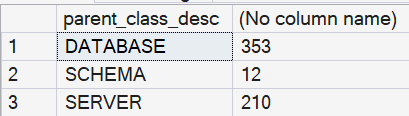 parent_class_desc (No column name)
1 DATABASE 353
2 SCHEMA 12
3 SERVER 210